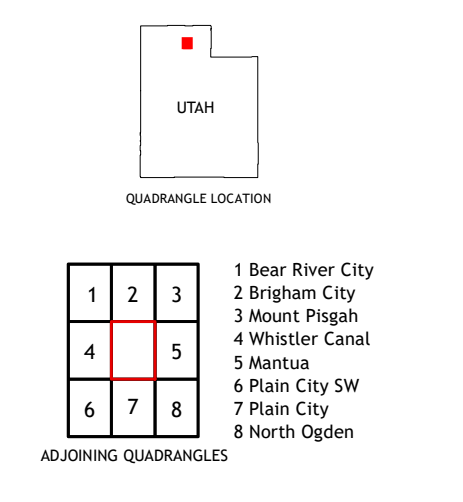 UTAH
QUADRANGLE LOCATION
1 2 3
4 5
6 7 8
ADJOINING QUADRANGLES
1 Bear River City
2 Brigham City
3 Mount Pisgah
4 Whistler Canal
5 Mantua
6 Plain City SW
7 Plain City
8 North Ogden